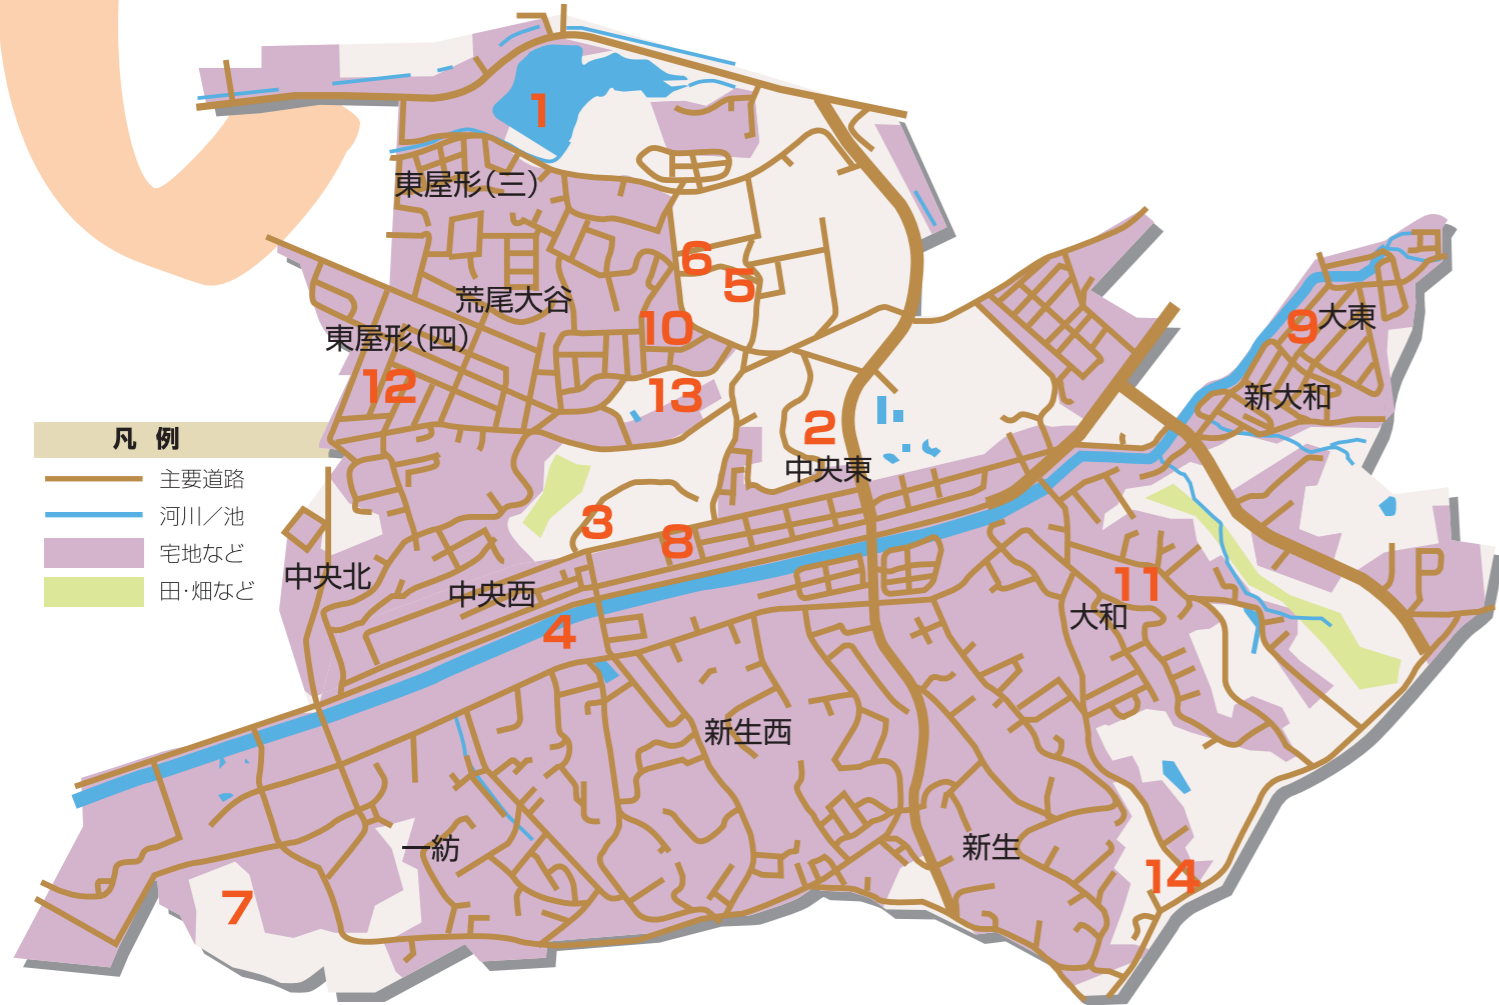 1
東屋形（三）
6
5
荒尾大谷
10
東屋形（四）
12
13
9
大東
新大和
2
中央東
凡 例
主要道路
河川／池
宅地など
田・畑など
3
8
中央北
中央西
4
11
大和
新生西
一紡
新生
7
14